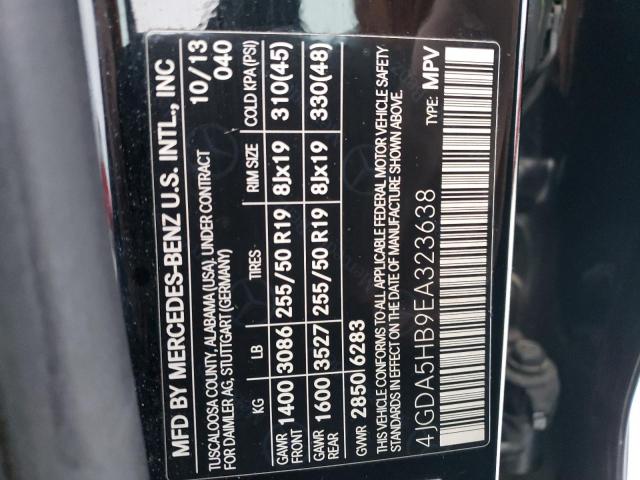 MFD BY MERCEDES-BENZ U.S. INTL., INC
TUSCALOOSA COUNTY, ALABAMA (USA), UNDER CONTRACT 10/13
FOR DAIMLER AG, STUTTGART (GERMANY) 040
KG LB TIRES RIM SIZE COLD KPA (PSI)
GAWR FRONT 1400 3086 255/50 R19 8Jx19 310(45)
GAWR REAR 1600 3527 255/50 R19 8Jx19 330(48)
GVWR 2850 6283
THIS VEHICLE CONFORMS TO ALL APPLICABLE FEDERAL MOTOR VEHICLE SAFETY
STANDARDS IN EFFECT ON THE DATE OF MANUFACTURE SHOWN ABOVE.
4JGDA5HB9EA323638 TYPE: MPV